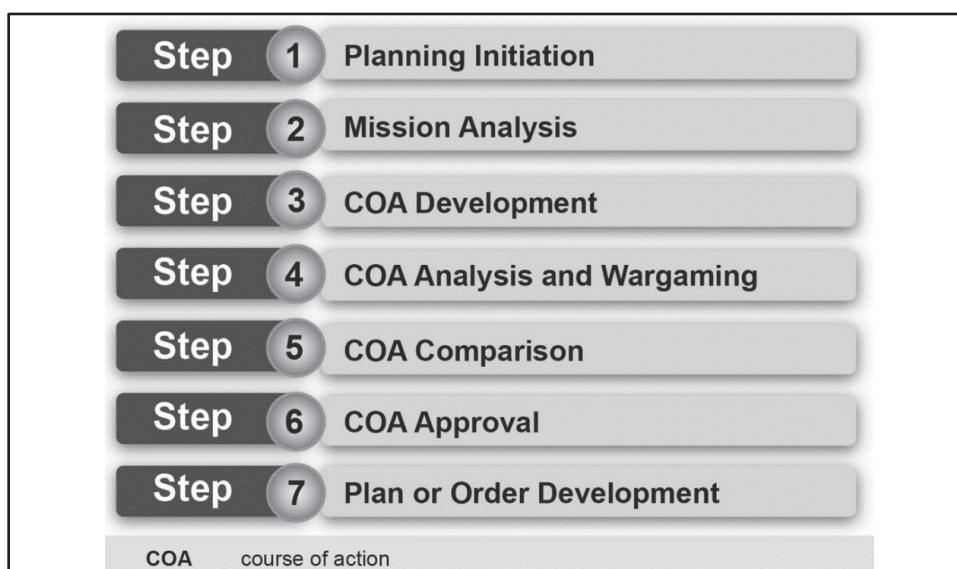 Step 1 Planning Initiation
Step 2 Mission Analysis
Step 3 COA Development
Step 4 COA Analysis and Wargaming
Step 5 COA Comparison
Step 6 COA Approval
Step 7 Plan or Order Development
COA course of action